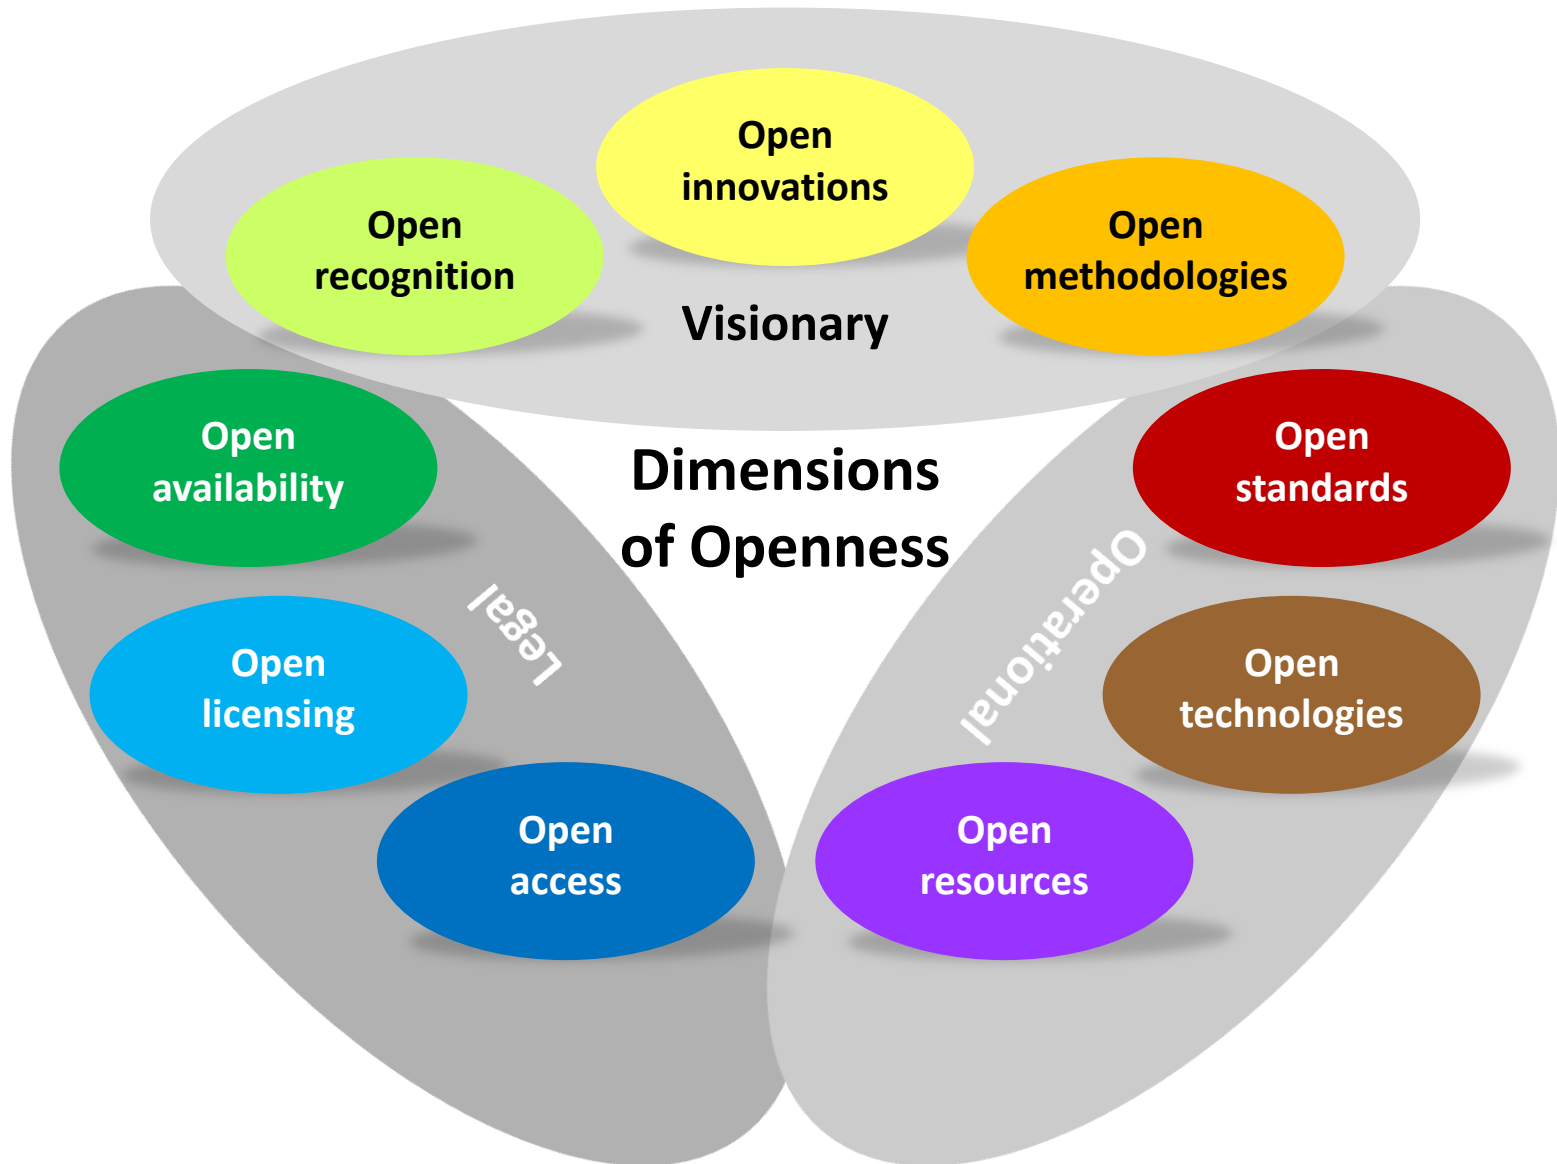 Open
innovations
Open
recognition
Open
methodologies
Visionary
Dimensions
of Openness
Open
availability
Open
licensing
Open
access
Legal
Open
standards
Open
technologies
Open
resources
Operational